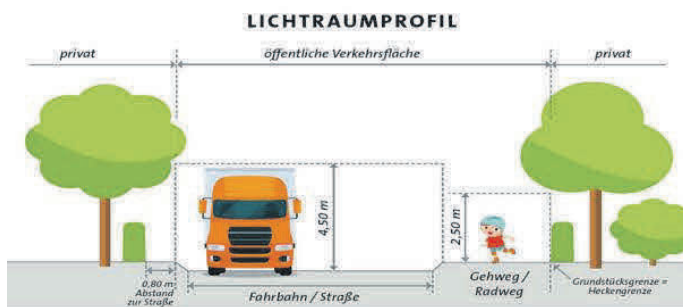 LICHTRAUMPROFIL
privat
öffentliche Verkehrsfläche
privat
4,50 m
2,50 m
0,80 m
Abstand
zur Straße
Fahrbahn / Straße
Gehweg /
Radweg
Grundstücksgrenze =
Heckengrenze